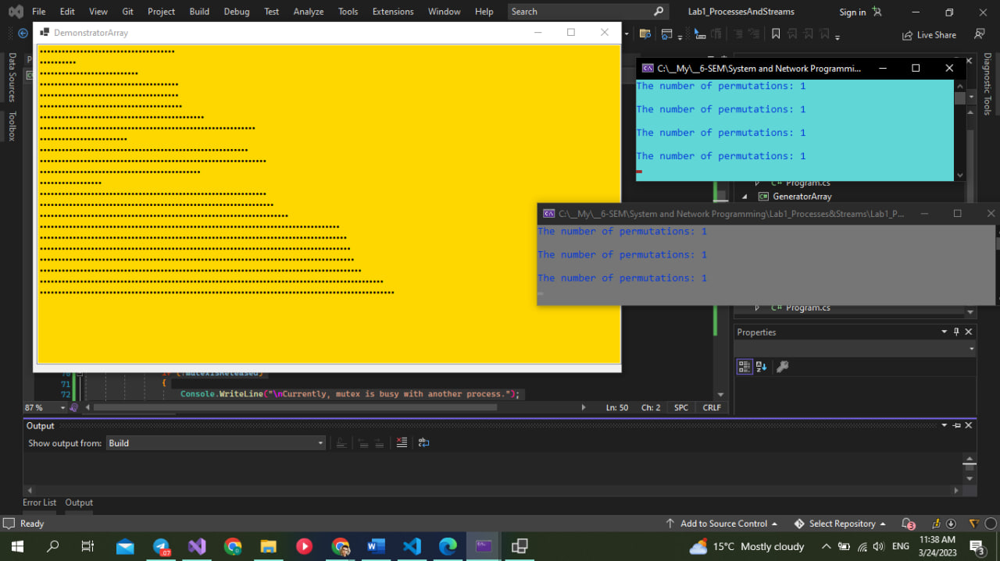 File Edit View Git Project Build Debug Test Analyze Tools Extensions Window Help Search Lab1_ProcessesAndStreams Sign in
Live Share
DemonstratorArray
Data Sources
Toolbox
Diagnostic Tools
C:\__My\__6-SEM\System and Network Programmi...
The number of permutations: 1
The number of permutations: 1
The number of permutations: 1
The number of permutations: 1
Program.cs
GeneratorArray
C:\__My\__6-SEM\System and Network Programming\Lab1_Processes&Streams\Lab1_P...
The number of permutations: 1
The number of permutations: 1
The number of permutations: 1
C# Program.cs
Properties
70 if (!mutexIsReleased)
71 {
72 Console.WriteLine("\nCurrently, mutex is busy with another process.");
87 % Ln: 50 Ch: 2 SPC CRLF
Output
Show output from: Build
Error List Output
Ready Add to Source Control Select Repository 3
.07 15°C Mostly cloudy ENG 11:38 AM
3/24/2023 3